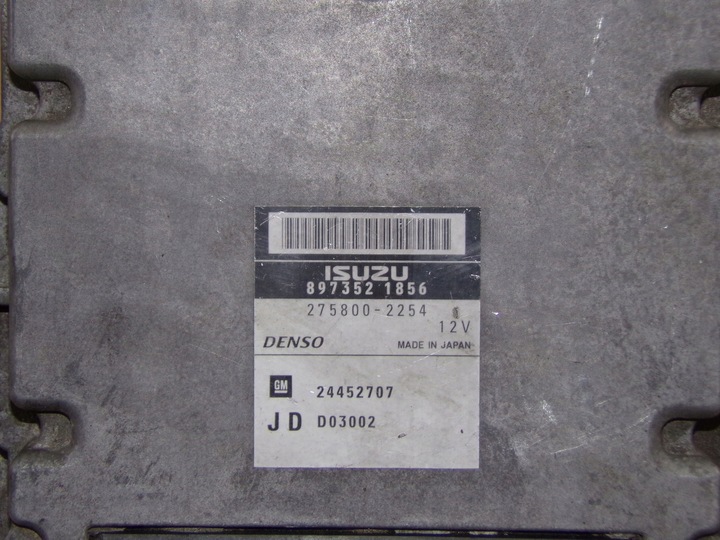 ISUZU
897352 1856
275800-2254
12V
DENSO MADE IN JAPAN
GM 24452707
JD D03002